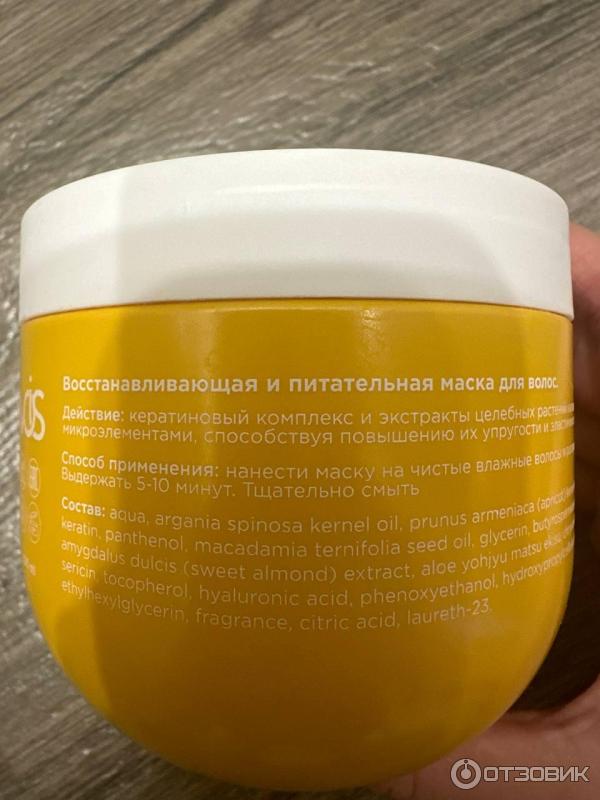 Восстанавливающая и питательная маска для волос.
Действие: кератиновый комплекс и экстракты целебных растений
микроэлементами, способствуя повышению их упругости и
Способ применения: нанести маску на чистые влажные волосы и
Выдержать 5-10 минут. Тщательно смыть
Состав: aqua, argania spinosa kernel oil, prunus armeniaca (apricot)
keratin, panthenol, macadamia ternifolia seed oil, glycerin,
amygdalus dulcis (sweet almond) extract, aloe yohjyu matsu ekisu,
sericin, tocopherol, hyaluronic acid, phenoxyethanol,
ethylhexylglycerin, fragrance, citric acid, laureth-23.
ОТЗОВИК